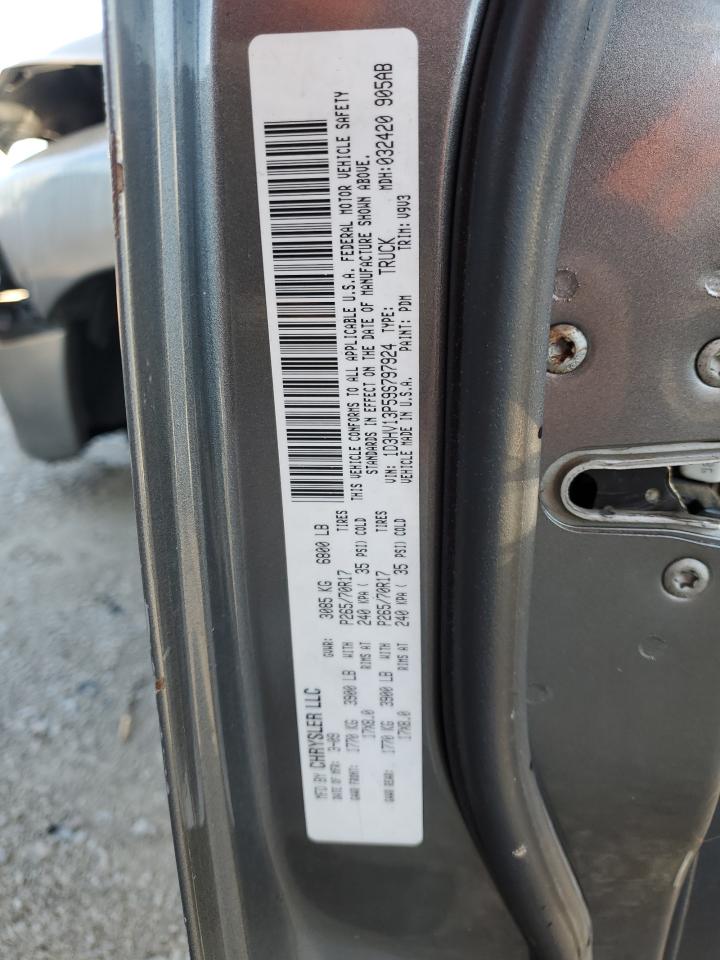 MFD BY CHRYSLER LLC
DATE OF MFR: 3-09 GVWR: 3085 KG 6800 LB
GAWR FRONT: 1770 KG 3900 LB WITH P265/70R17 TIRES
17X8.0 RIMS AT 240 KPA ( 35 PSI) COLD
GAWR REAR: 1770 KG 3900 LB WITH P265/70R17 TIRES
17X8.0 RIMS AT 240 KPA ( 35 PSI) COLD
THIS VEHICLE CONFORMS TO ALL APPLICABLE U.S.A. FEDERAL MOTOR VEHICLE SAFETY
STANDARDS IN EFFECT ON THE DATE OF MANUFACTURE SHOWN ABOVE.
VIN: 1D3HV13P59S797924 TYPE: TRUCK MDH:032420 905AB
VEHICLE MADE IN U.S.A. PAINT: PDM TRIM: V9V3